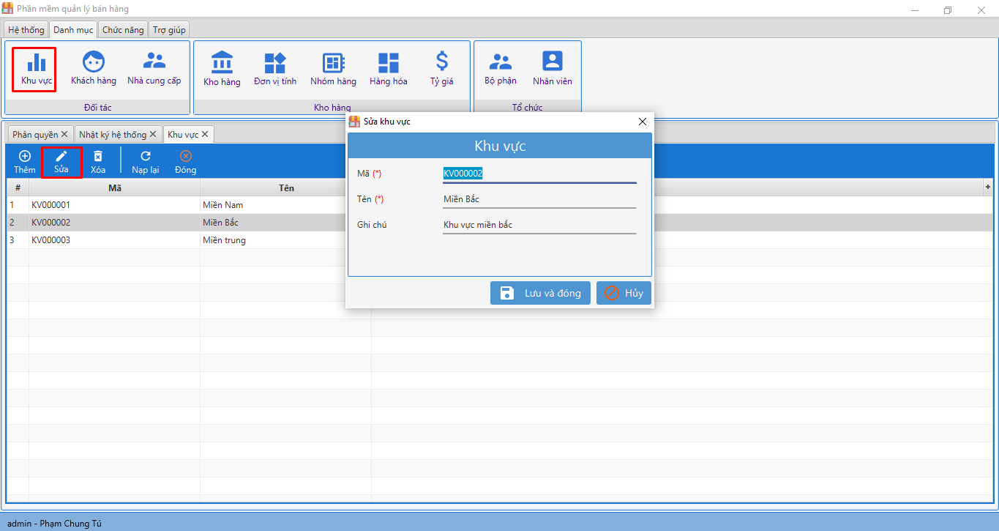 Phần mềm quản lý bán hàng
Hệ thống Danh mục Chức năng Trợ giúp
Khu vực Khách hàng Nhà cung cấp Kho hàng Đơn vị tính Nhóm hàng Hàng hóa Tỷ giá Bộ phận Nhân viên
Đối tác Kho hàng Tổ chức
Phân quyền Nhật ký hệ thống Khu vực
Thêm Sửa Xóa Nạp lại Đóng
# Mã Tên +
1 KV000001 Miền Nam
2 KV000002 Miền Bắc
3 KV000003 Miền trung
Sửa khu vực
Khu vực
Mã (*) KV000002
Tên (*) Miền Bắc
Ghi chú Khu vực miền bắc
Lưu và đóng Hủy
admin - Phạm Chung Tú